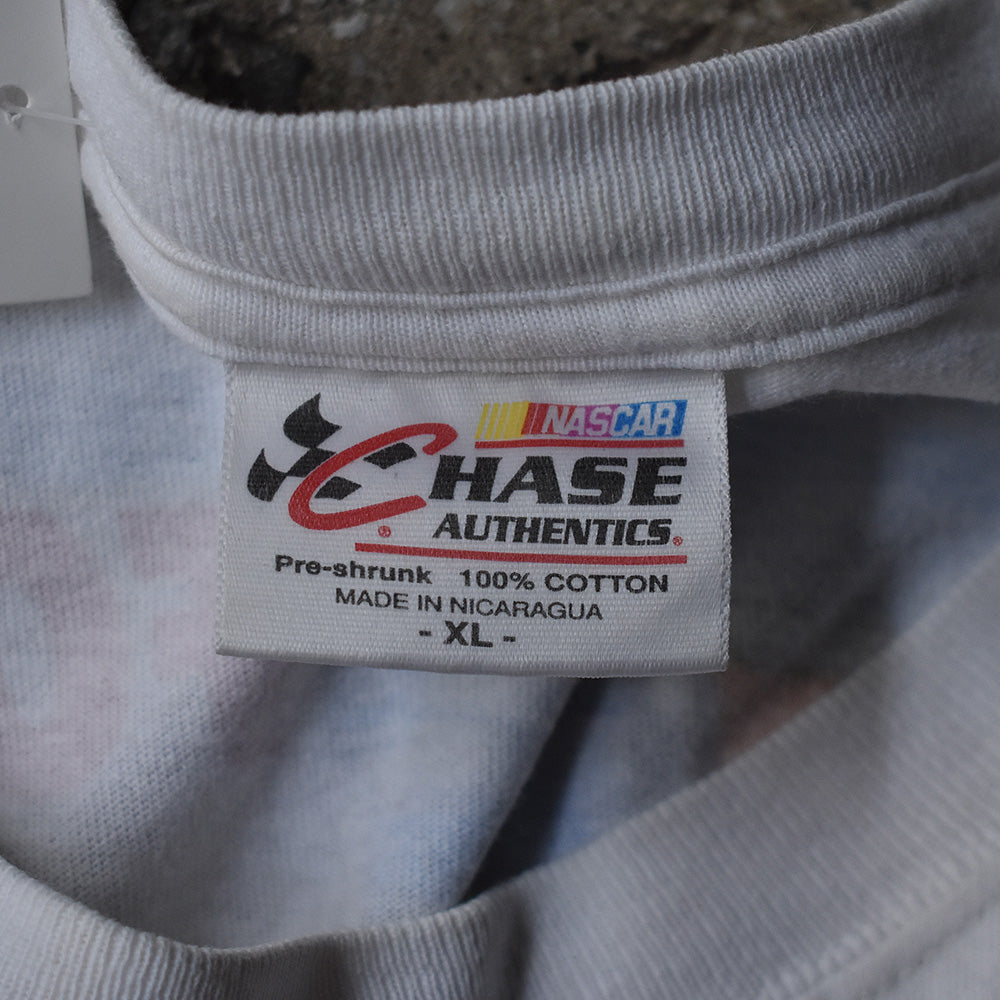 NASCAR
CHASE
® AUTHENTICS®
Pre-shrunk 100% COTTON
MADE IN NICARAGUA
- XL -